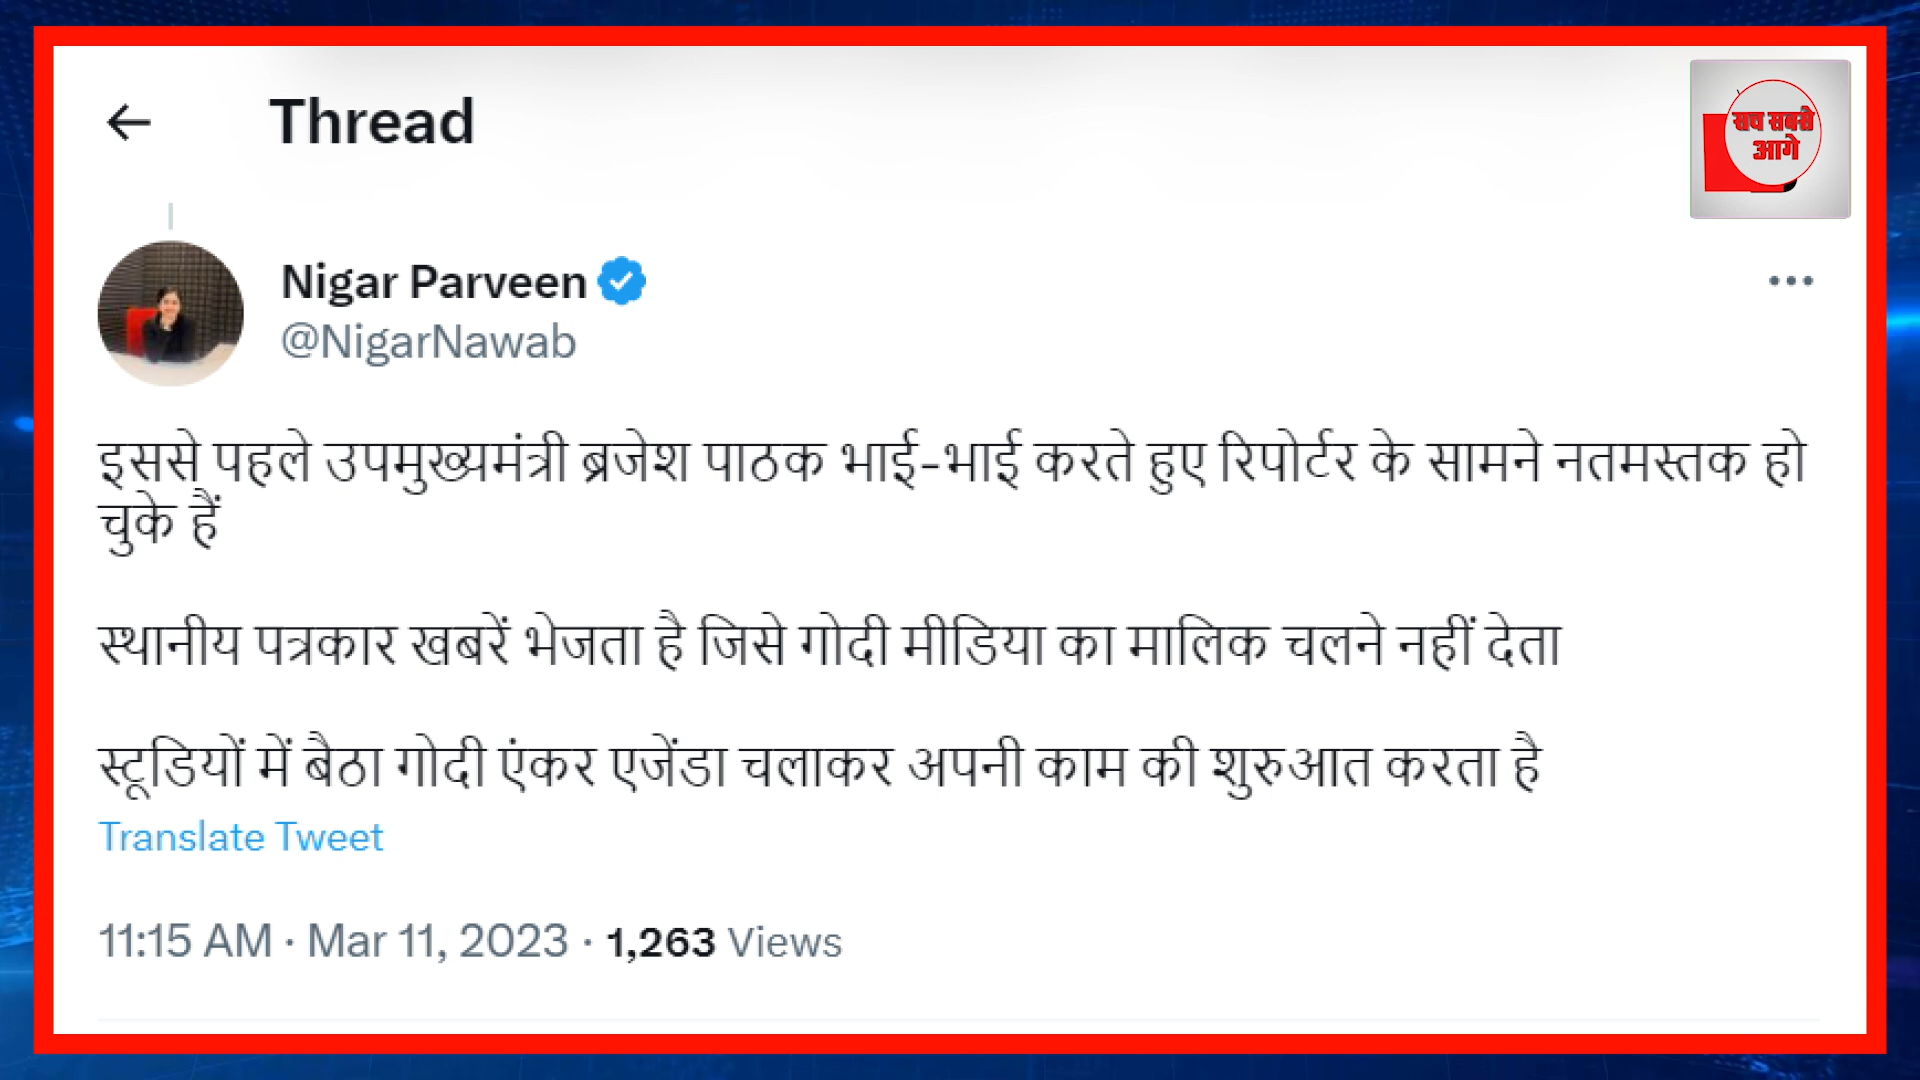 Thread
सच सबसे
आगे
Nigar Parveen
@NigarNawab
इससे पहले उपमुख्यमंत्री ब्रजेश पाठक भाई-भाई करते हुए रिपोर्टर के सामने नतमस्तक हो
चुके हैं
स्थानीय पत्रकार खबरें भेजता है जिसे गोदी मीडिया का मालिक चलने नहीं देता
स्टूडियों में बैठा गोदी एंकर एजेंडा चलाकर अपनी काम की शुरुआत करता है
Translate Tweet
11:15 AM · Mar 11, 2023 · 1,263 Views